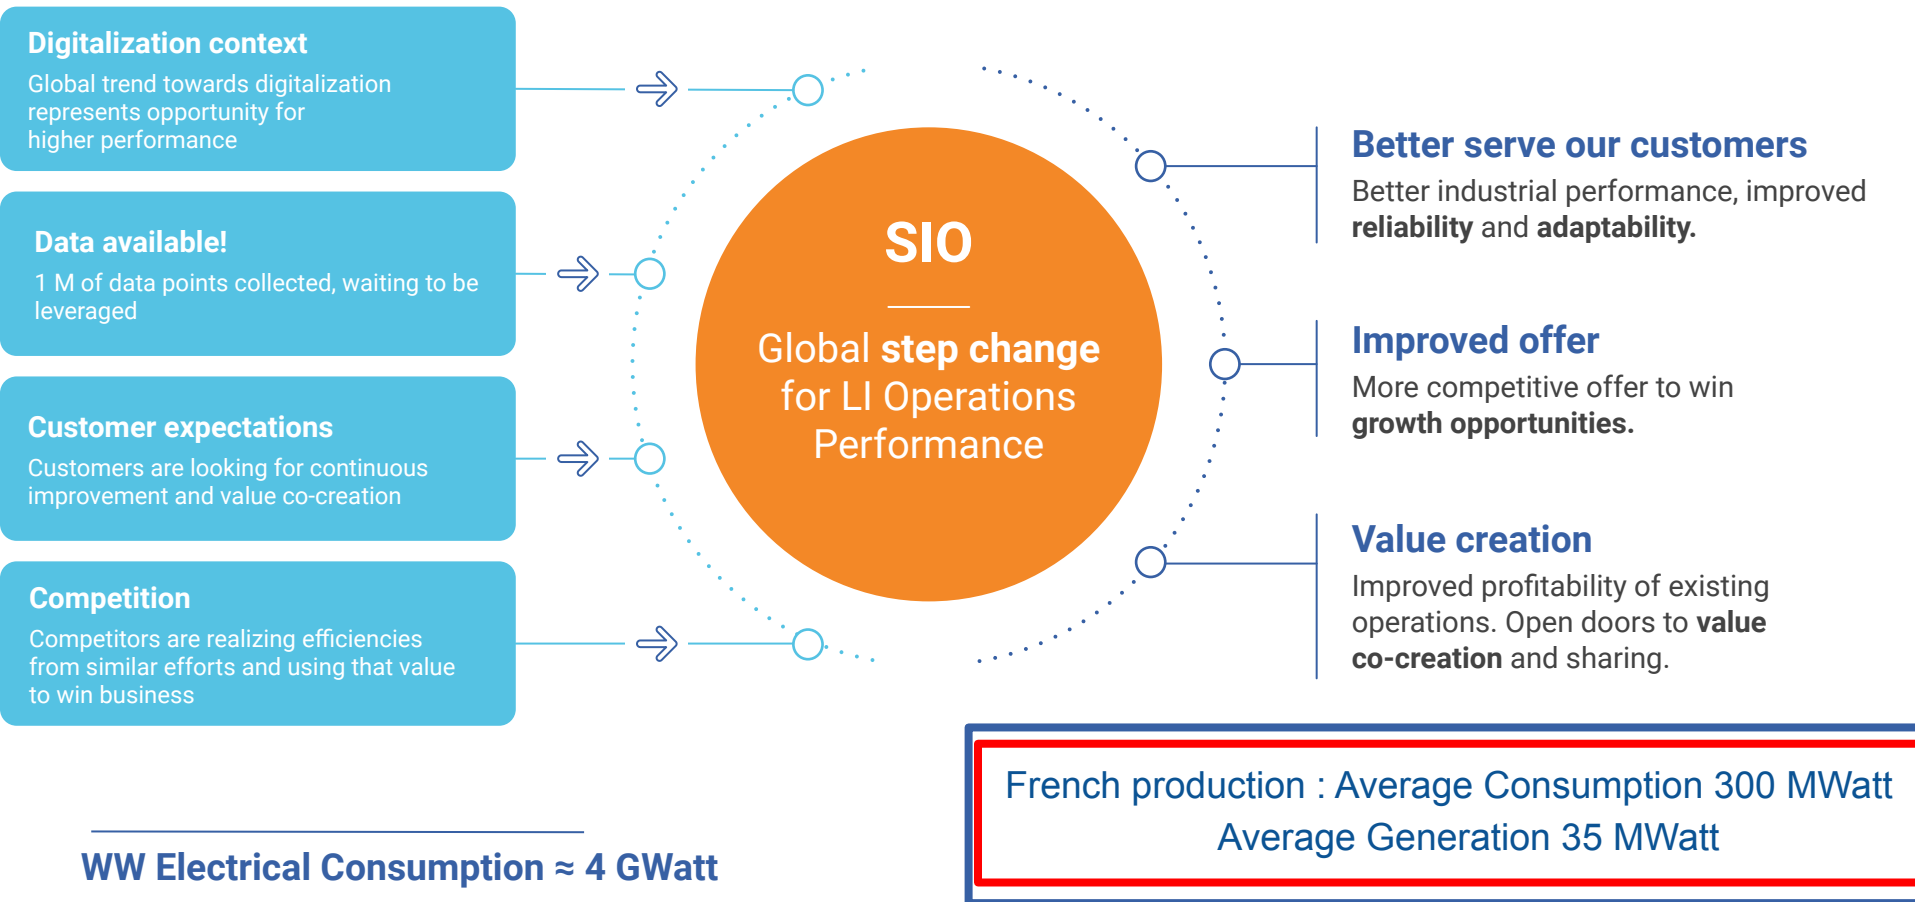 Digitalization context
Global trend towards digitalization
represents opportunity for
higher performance
Data available!
1 M of data points collected, waiting to be
leveraged
Customer expectations
Customers are looking for continuous
improvement and value co-creation
Competition
Competitors are realizing efficiencies
from similar efforts and using that value
to win business
SIO
Global step change
for LI Operations
Performance
Better serve our customers
Better industrial performance, improved
reliability and adaptability.
Improved offer
More competitive offer to win
growth opportunities.
Value creation
Improved profitability of existing
operations. Open doors to value
co-creation and sharing.
WW Electrical Consumption ≈ 4 GWatt
French production : Average Consumption 300 MWatt
Average Generation 35 MWatt